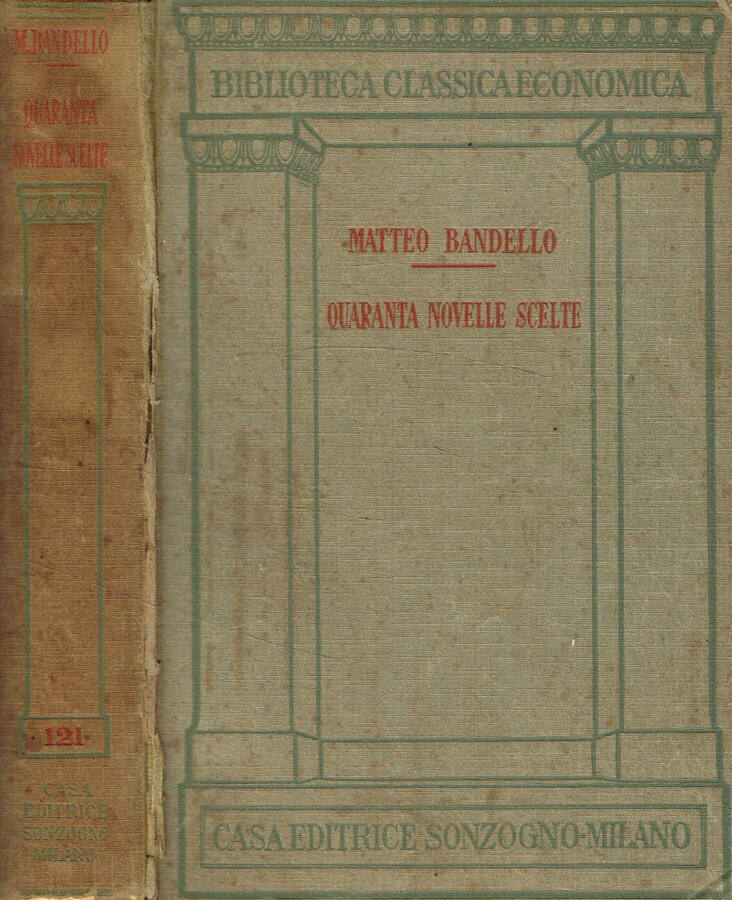 M. BANDELLO
QUARANTA
NOVELLE SCELTE
121
CASA
EDITRICE
SONZOGNO
MILANO
BIBLIOTECA CLASSICA ECONOMICA
MATTEO BANDELLO
QUARANTA NOVELLE SCELTE
CASA EDITRICE SONZOGNO-MILANO